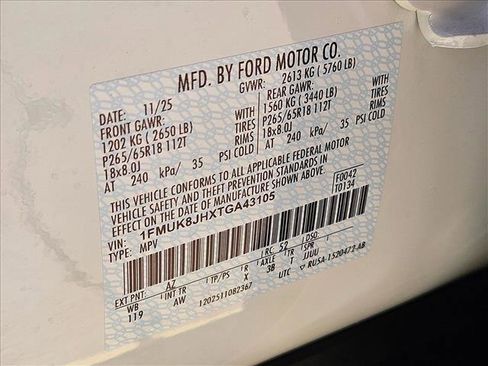 MFD. BY FORD MOTOR CO.
DATE: 11/25 GVWR: 2613 KG ( 5760 LB)
FRONT GAWR: REAR GAWR:
1202 KG ( 2650 LB) WITH 1560 KG ( 3440 LB) WITH
P265/65R18 112T TIRES P265/65R18 112T TIRES
18x8.0J RIMS 18x8.0J RIMS
AT 240 kPa/ 35 PSI COLD AT 240 kPa/ 35 PSI COLD
THIS VEHICLE CONFORMS TO ALL APPLICABLE FEDERAL MOTOR
VEHICLE SAFETY AND THEFT PREVENTION STANDARDS IN
EFFECT ON THE DATE OF MANUFACTURE SHOWN ABOVE.
VIN: 1FMUK8JHXTGA43105 F0042
TYPE: MPV T0134
EXT PNT: AZ RC: 52 DSO:
WB INT TR TP/PS R AXLE TR SPR
119 AW X 3B T JJUU
1202511082367 UTC ▽ RUSA-1520472-AB